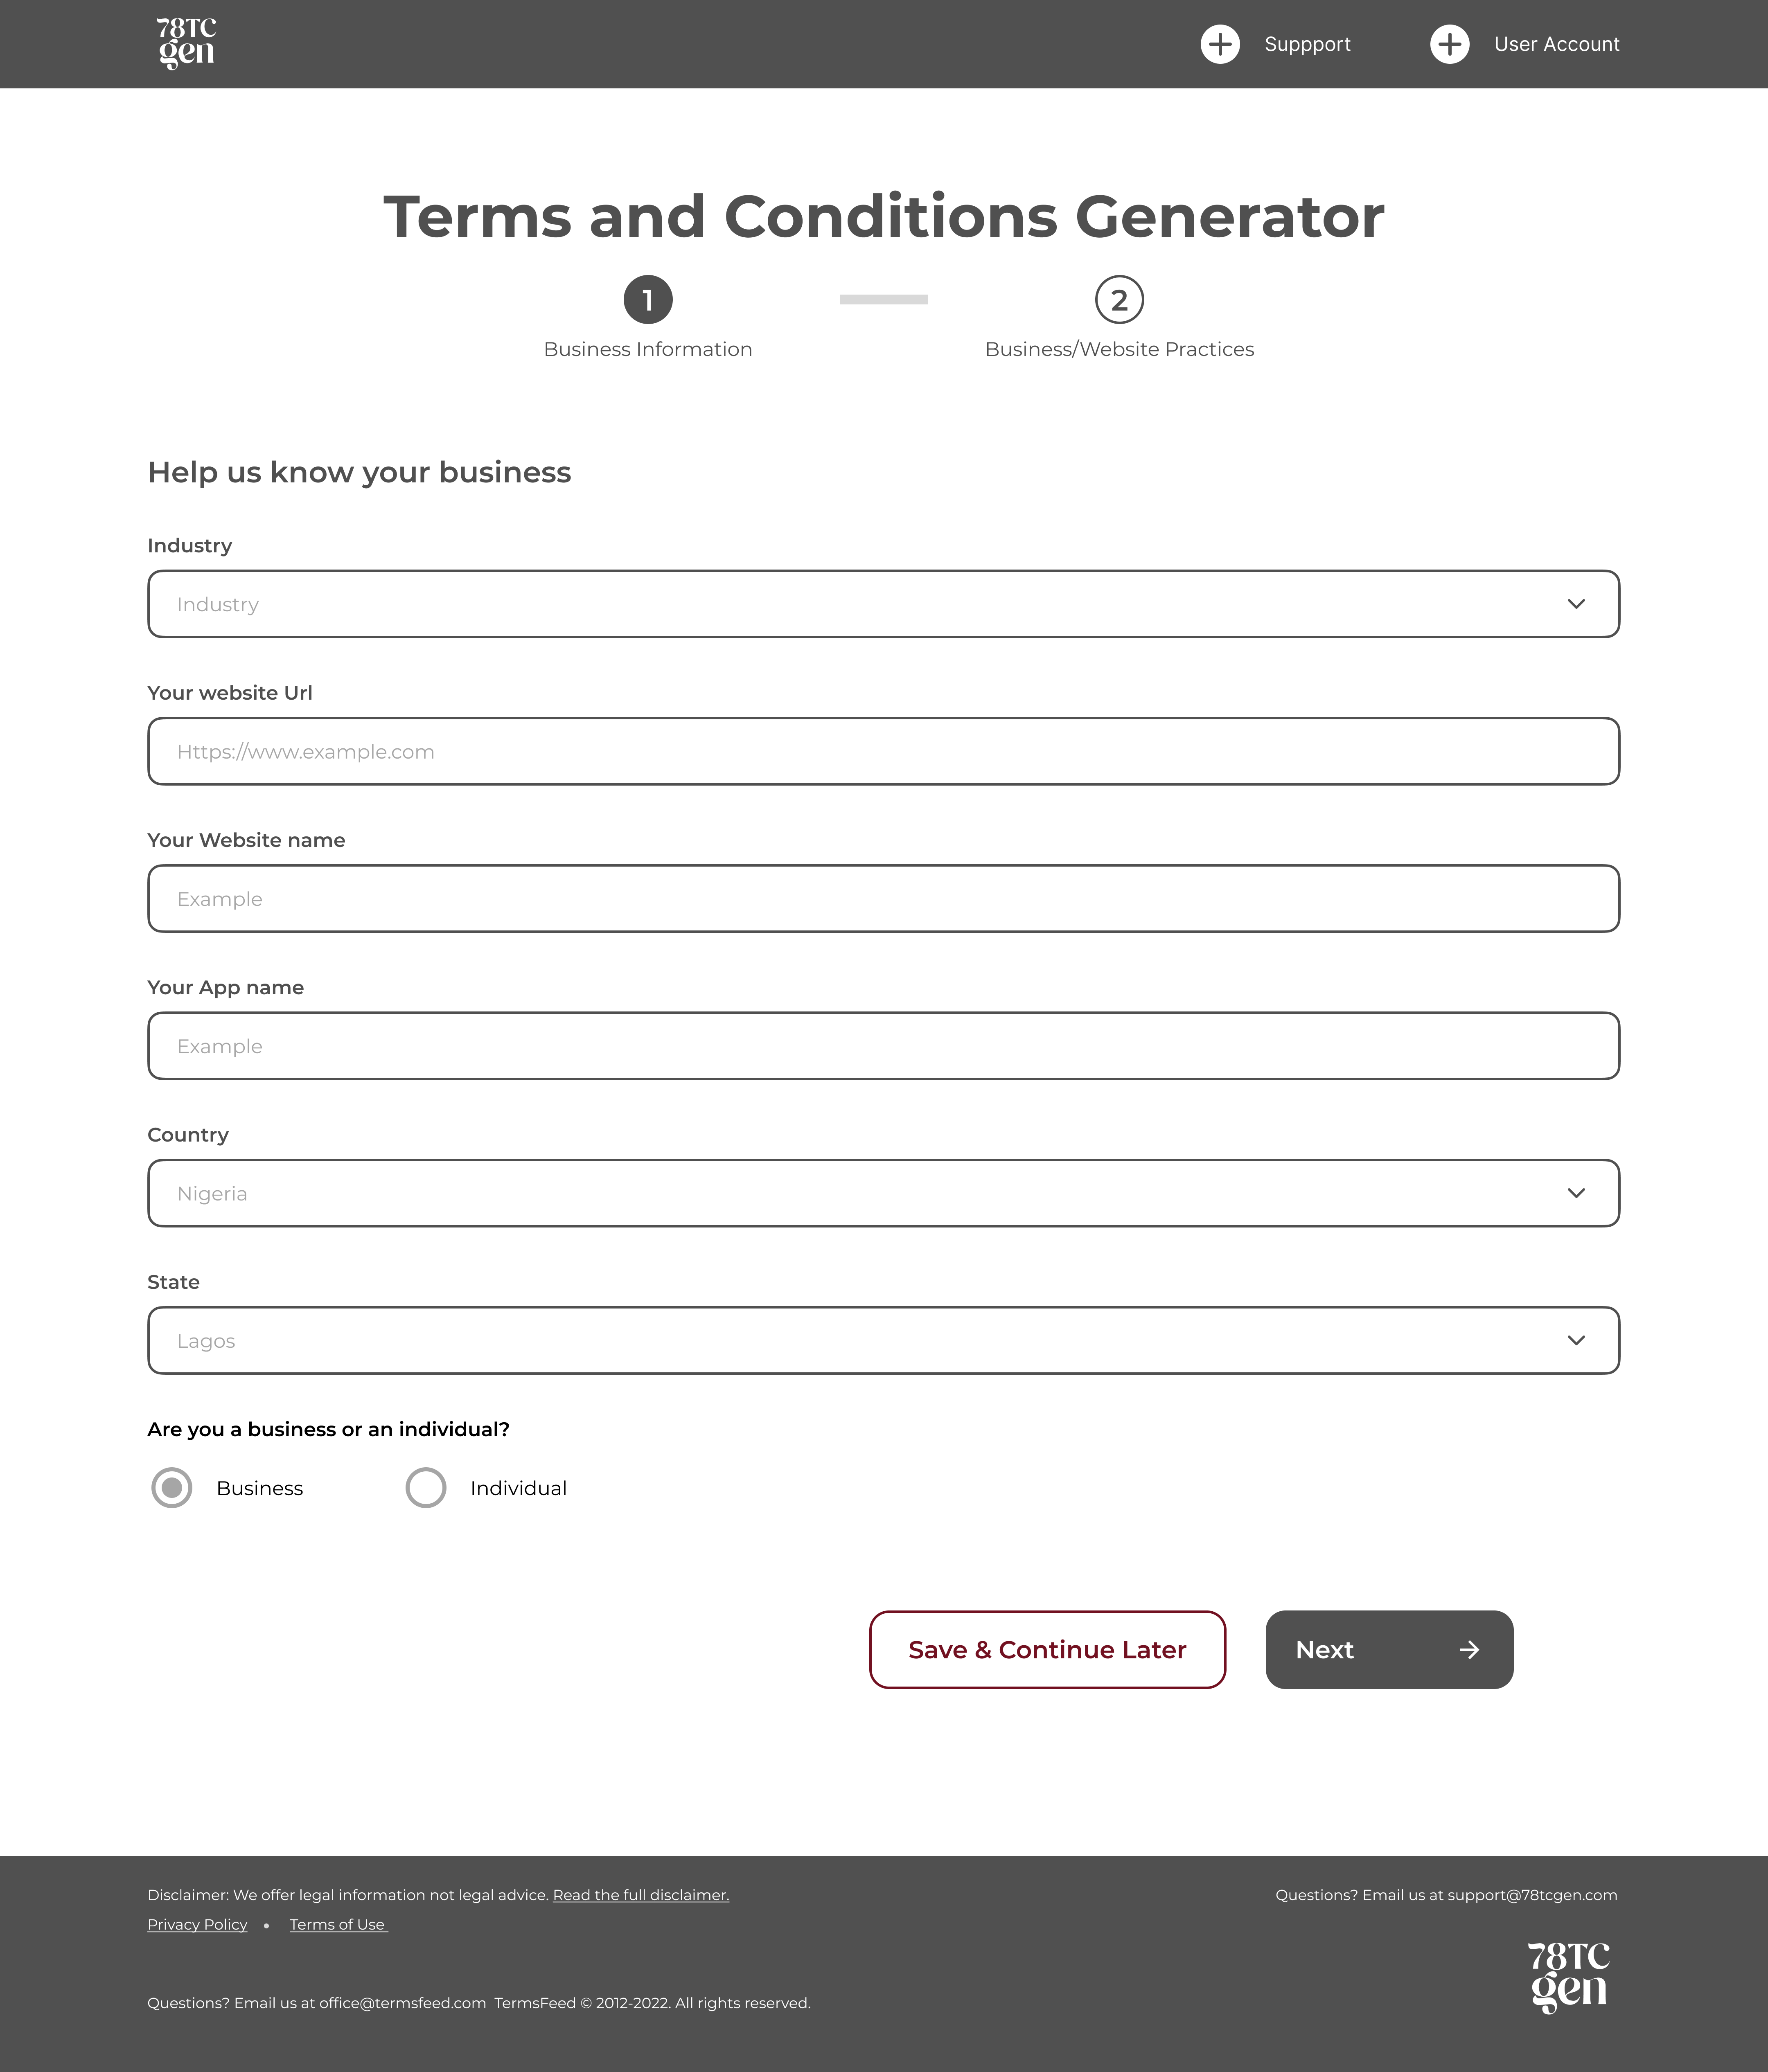 78TC
gen
Suppport
User Account
Terms and Conditions Generator
1
2
Business Information
Business/Website Practices
Help us know your business
Industry
Industry
Your website Url
Https://www.example.com
Your Website name
Example
Your App name
Example
Country
Nigeria
State
Lagos
Are you a business or an individual?
Business
Individual
Save & Continue Later
Next
Disclaimer: We offer legal information not legal advice. Read the full disclaimer.
Questions? Email us at support@78tcgen.com
Privacy Policy • Terms of Use
78TC
gen
Questions? Email us at office@termsfeed.com TermsFeed © 2012-2022. All rights reserved.